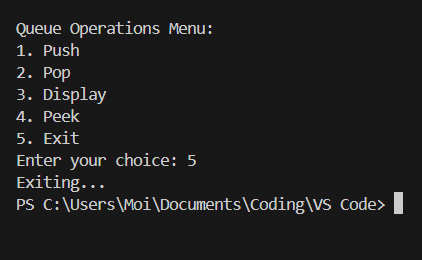 Queue Operations Menu:
1. Push
2. Pop
3. Display
4. Peek
5. Exit
Enter your choice: 5
Exiting...
PS C:\Users\Moi\Documents\Coding\VS Code>